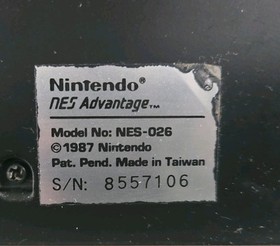 Nintendo®
NES Advantage™
Model No: NES-026
©1987 Nintendo
Pat. Pend. Made in Taiwan
S/N: 8557106